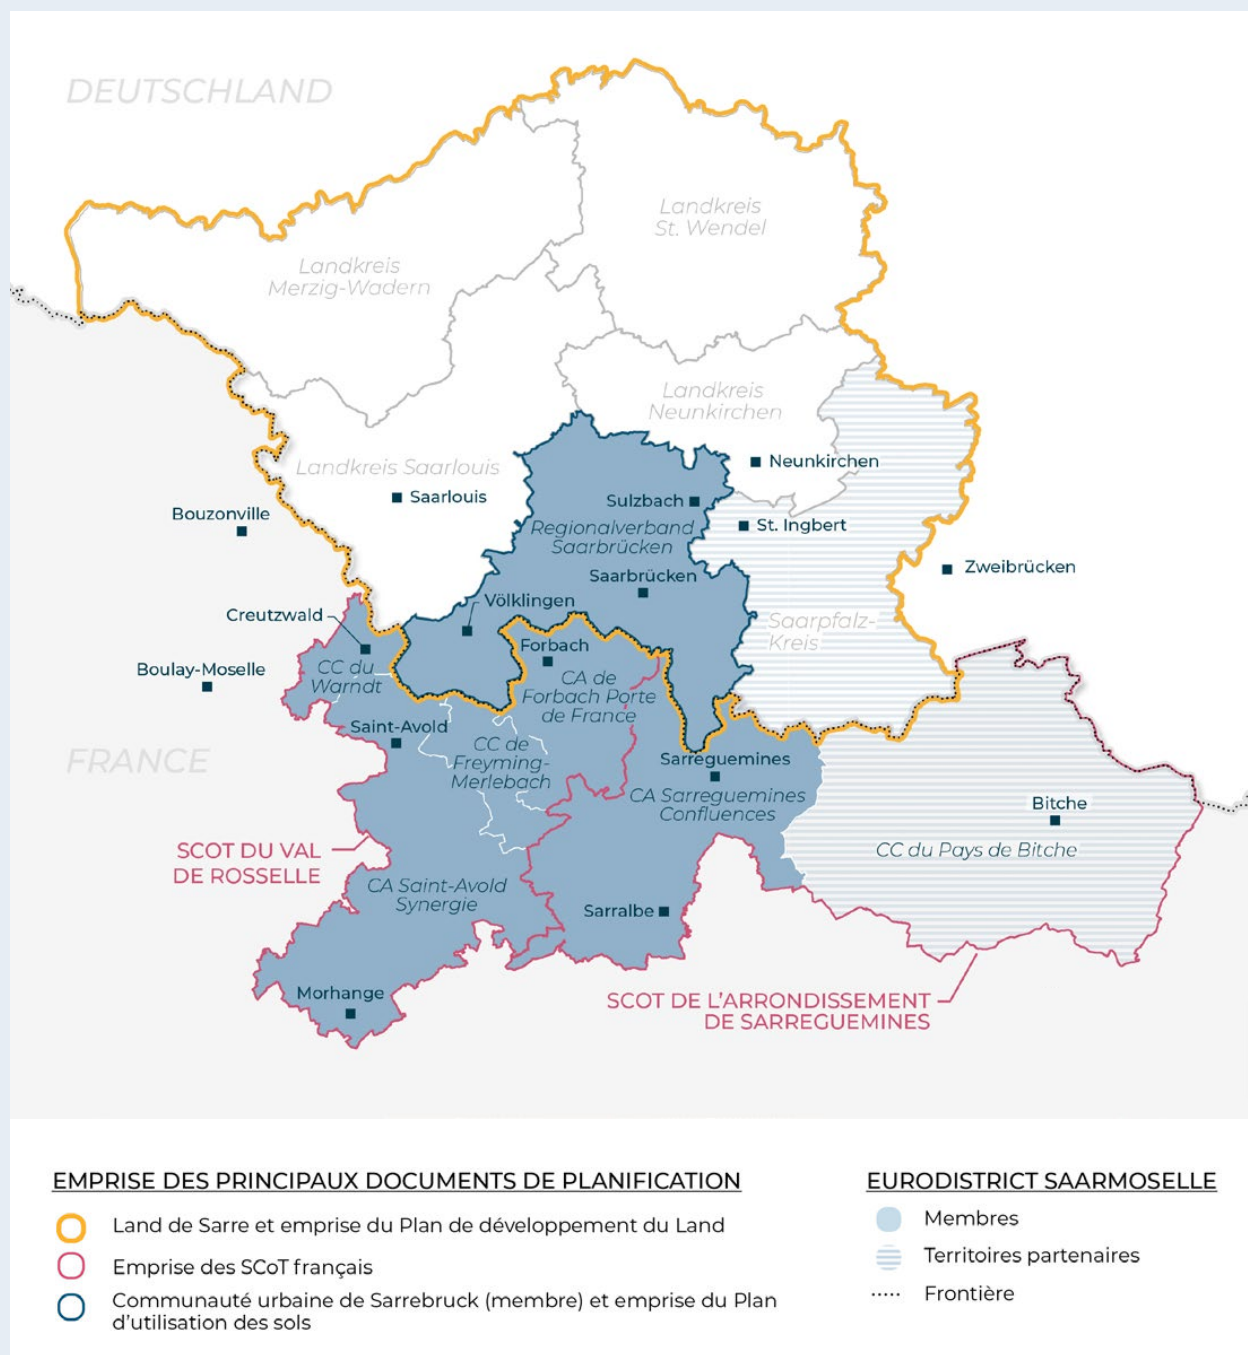 DEUTSCHLAND
Landkreis
St. Wendel
Landkreis
Merzig-Wadern
Landkreis
Neunkirchen
Landkreis Saarlouis
Neunkirchen
Saarlouis
Sulzbach
Bouzonville
St. Ingbert
Regionalverband
Saarbrücken
Zweibrücken
Saarbrücken
Völklingen
Creutzwald
Saarpfalz-
Kreis
Forbach
Boulay-Moselle
CC du
Warndt
CA de
Forbach Porte
de France
Saint-Avold
FRANCE
CC de
Freyming-
Merlebach
Sarreguemines
CA Sarreguemines
Confluences
Bitche
SCOT DU VAL
DE ROSSELLE
CC du Pays de Bitche
CA Saint-Avold
Synergie
Sarralbe
Morhange
SCOT DE L'ARRONDISSEMENT
DE SARREGUEMINES
EMPRISE DES PRINCIPAUX DOCUMENTS DE PLANIFICATION
Land de Sarre et emprise du Plan de développement du Land
Emprise des SCoT français
Communauté urbaine de Sarrebruck (membre) et emprise du Plan
d'utilisation des sols
EURODISTRICT SAARMOSELLE
Membres
Territoires partenaires
Frontière